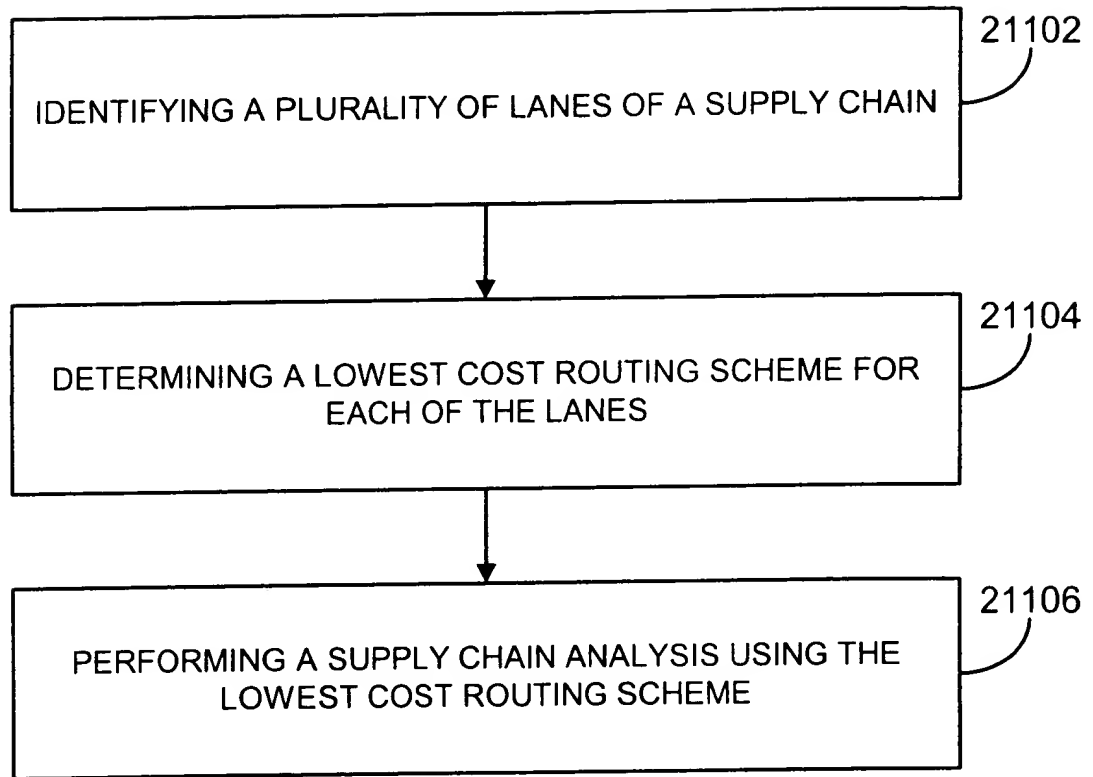 21102
IDENTIFYING A PLURALITY OF LANES OF A SUPPLY CHAIN
21104
DETERMINING A LOWEST COST ROUTING SCHEME FOR
EACH OF THE LANES
21106
PERFORMING A SUPPLY CHAIN ANALYSIS USING THE
LOWEST COST ROUTING SCHEME